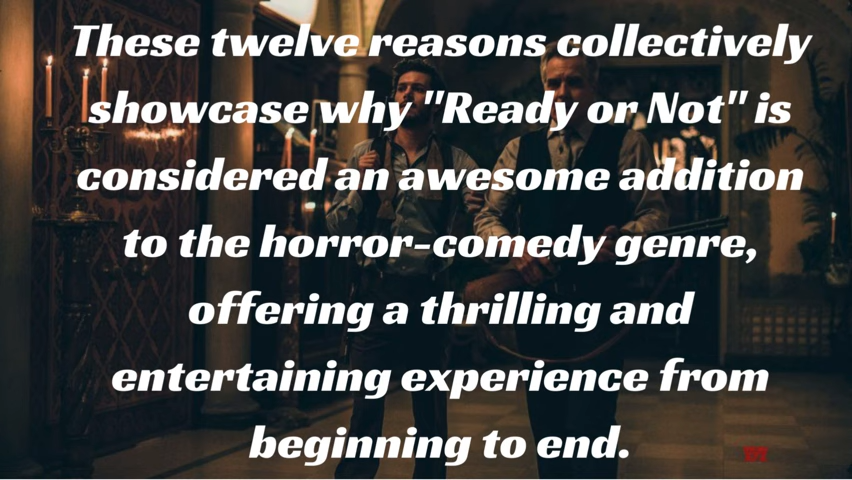 These twelve reasons collectively
showcase why "Ready or Not" is
considered an awesome addition
to the horror-comedy genre,
offering a thrilling and
entertaining experience from
beginning to end.